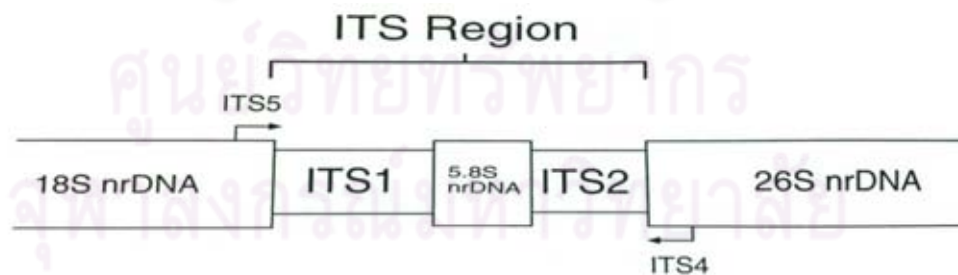 ITS Region
ศูนย์วิทยทรัพยากร
ITS5
18S nrDNA
ITS1
5.8S
nrDNA
ITS2
26S nrDNA
จุฬาลงกรณ์มหาวิทยาลัย
ITS4